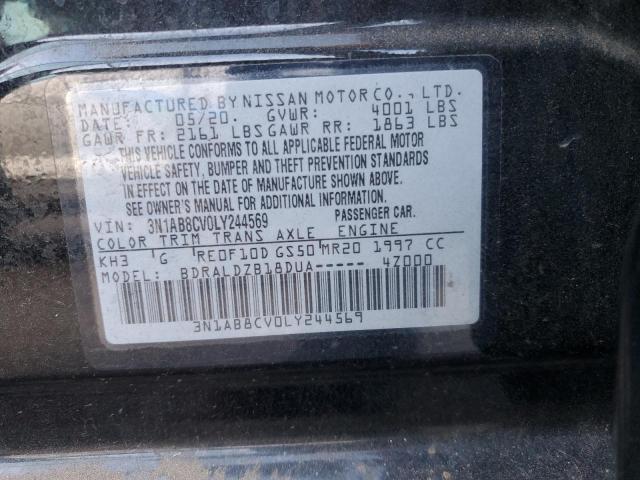 MANUFACTURED BY NISSAN MOTOR CO., LTD.
DATE: 05/20. GVWR: 4001 LBS
GAWR FR: 2161 LBS GAWR RR: 1863 LBS
THIS VEHICLE CONFORMS TO ALL APPLICABLE FEDERAL MOTOR
VEHICLE SAFETY, BUMPER AND THEFT PREVENTION STANDARDS
IN EFFECT ON THE DATE OF MANUFACTURE SHOWN ABOVE.
SEE OWNER'S MANUAL FOR ADDITIONAL INFORMATION.
VIN: 3N1AB8CV0LY244569 PASSENGER CAR.
COLOR TRIM TRANS AXLE ENGINE
KH3 G RE0F10D GS50 MR20 1997 CC
MODEL: BDRALDZB18DUA----- 4Z000
3N1AB8CV0LY244569